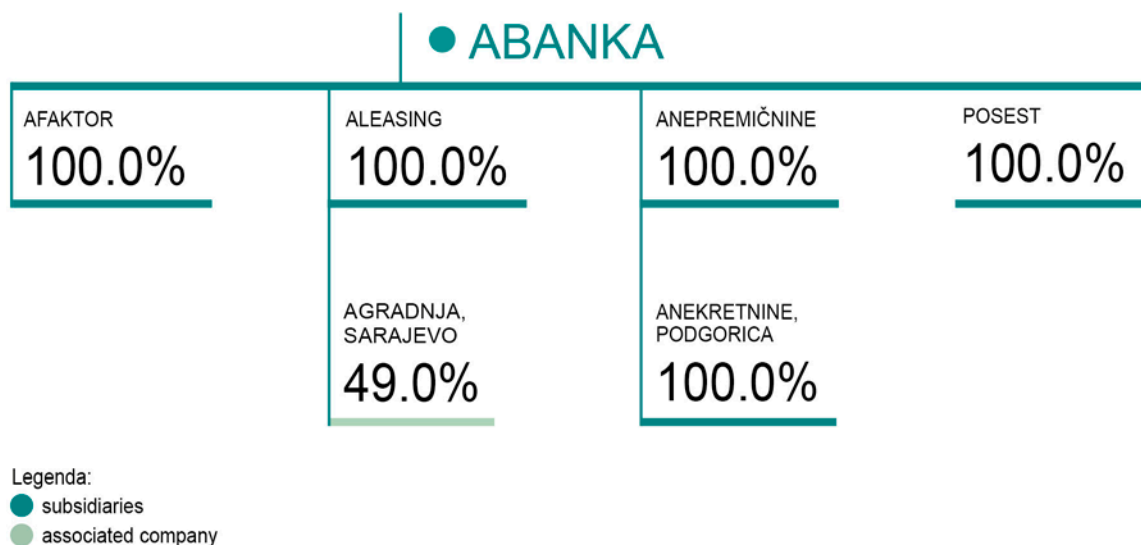 ABANKA
AFAKTOR
100.0%
ALEASING
100.0%
ANEPREMIČNINE
100.0%
POSEST
100.0%
AGRADNJA,
SARAJEVO
49.0%
ANEKRETNINE,
PODGORICA
100.0%
Legenda:
subsidiaries
associated company